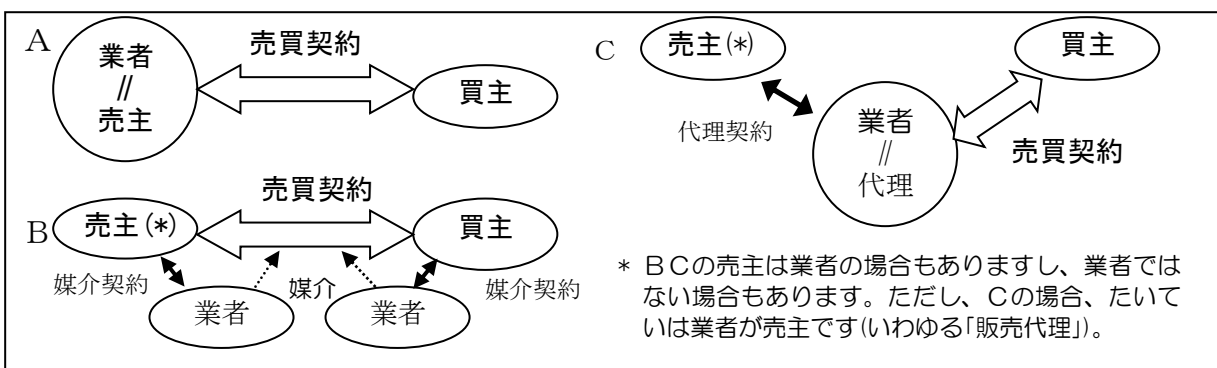 A
業者
//
売主
売買契約
買主
B
売主(*)
売買契約
買主
媒介契約
業者
媒介
業者
媒介契約
C
売主(*)
買主
代理契約
業者
//
代理
売買契約
* BCの売主は業者の場合もありますし、業者では
ない場合もあります。ただし、Cの場合、たいて
いは業者が売主です(いわゆる「販売代理」)。